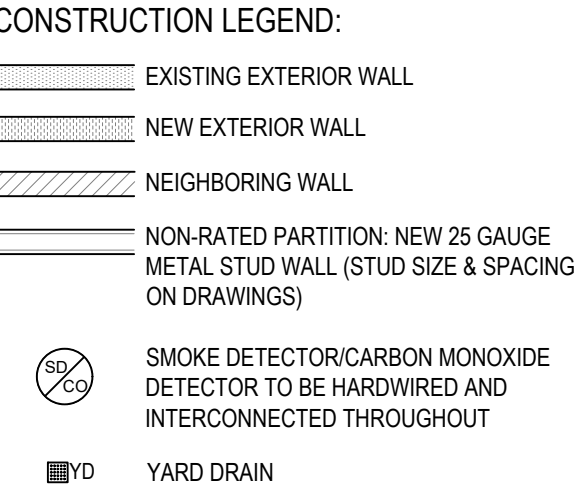 CONSTRUCTION LEGEND:
EXISTING EXTERIOR WALL
NEW EXTERIOR WALL
NEIGHBORING WALL
NON-RATED PARTITION: NEW 25 GAUGE
METAL STUD WALL (STUD SIZE & SPACING
ON DRAWINGS)
SD
CO
SMOKE DETECTOR/CARBON MONOXIDE
DETECTOR TO BE HARDWIRED AND
INTERCONNECTED THROUGHOUT
YD YARD DRAIN